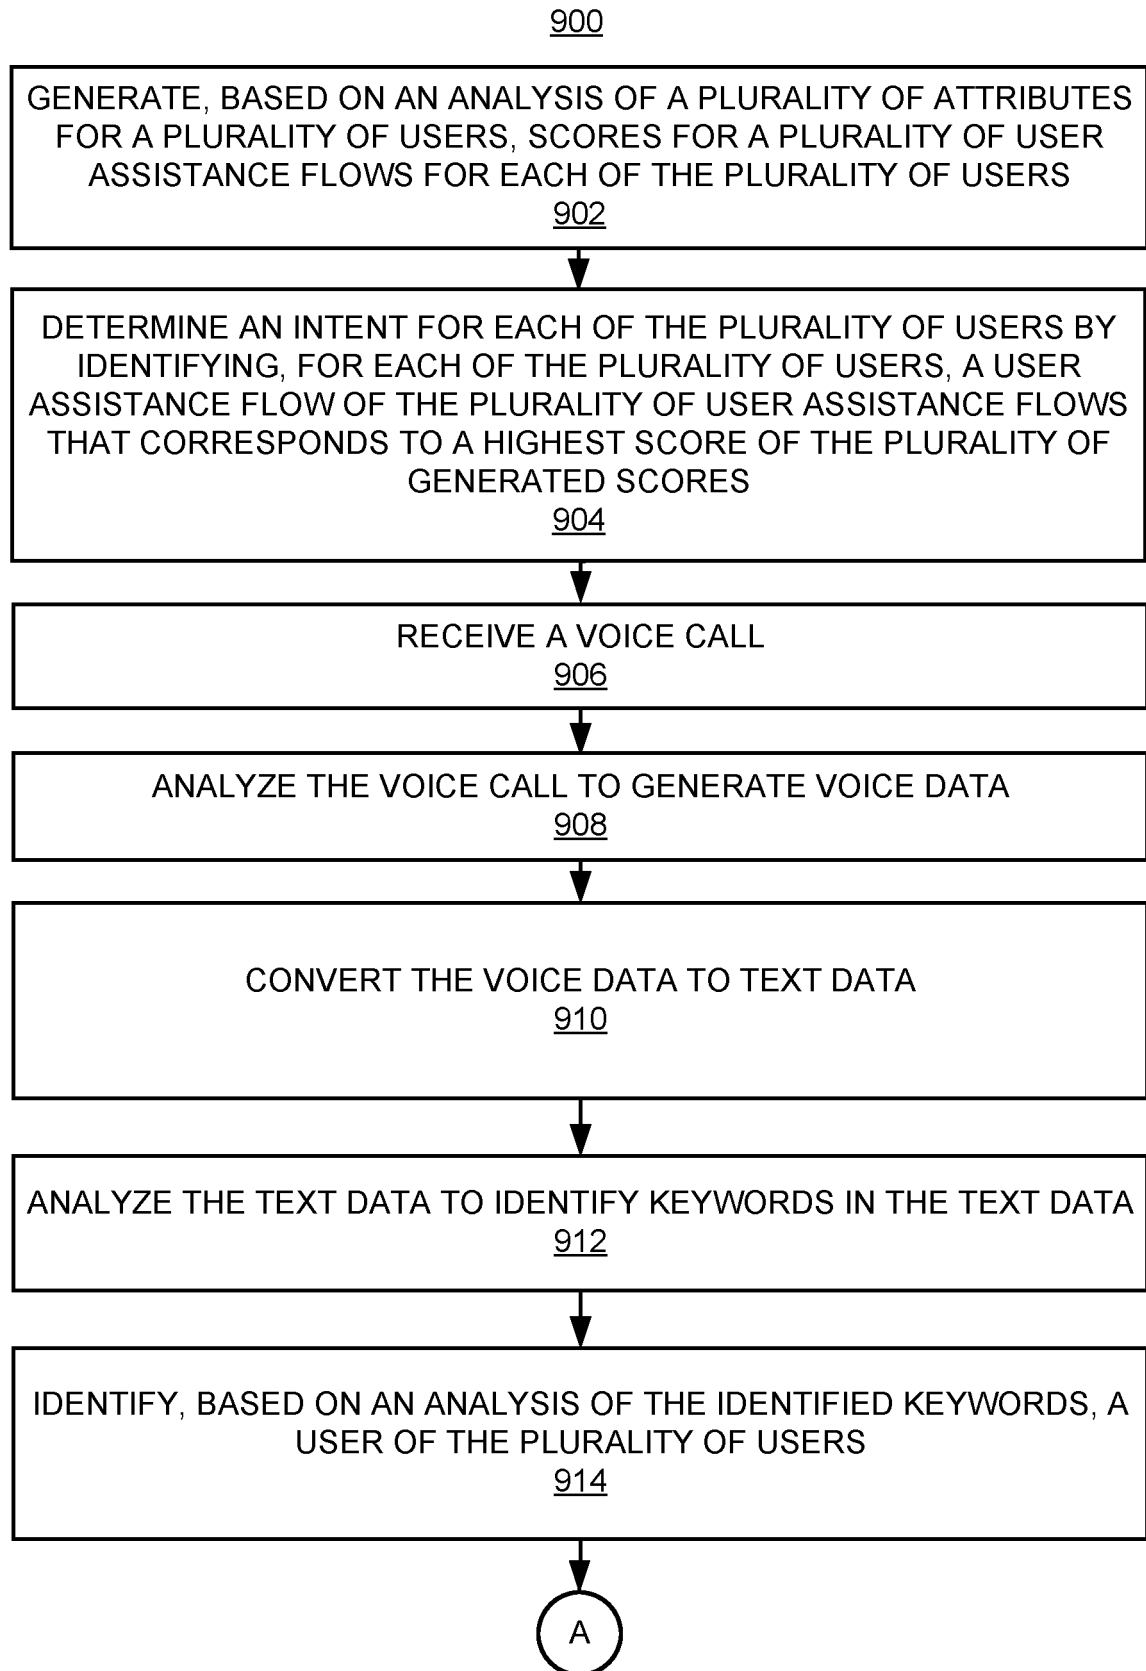 900
GENERATE, BASED ON AN ANALYSIS OF A PLURALITY OF ATTRIBUTES
FOR A PLURALITY OF USERS, SCORES FOR A PLURALITY OF USER
ASSISTANCE FLOWS FOR EACH OF THE PLURALITY OF USERS
902
DETERMINE AN INTENT FOR EACH OF THE PLURALITY OF USERS BY
IDENTIFYING, FOR EACH OF THE PLURALITY OF USERS, A USER
ASSISTANCE FLOW OF THE PLURALITY OF USER ASSISTANCE FLOWS
THAT CORRESPONDS TO A HIGHEST SCORE OF THE PLURALITY OF
GENERATED SCORES
904
RECEIVE A VOICE CALL
906
ANALYZE THE VOICE CALL TO GENERATE VOICE DATA
908
CONVERT THE VOICE DATA TO TEXT DATA
910
ANALYZE THE TEXT DATA TO IDENTIFY KEYWORDS IN THE TEXT DATA
912
IDENTIFY, BASED ON AN ANALYSIS OF THE IDENTIFIED KEYWORDS, A
USER OF THE PLURALITY OF USERS
914
A